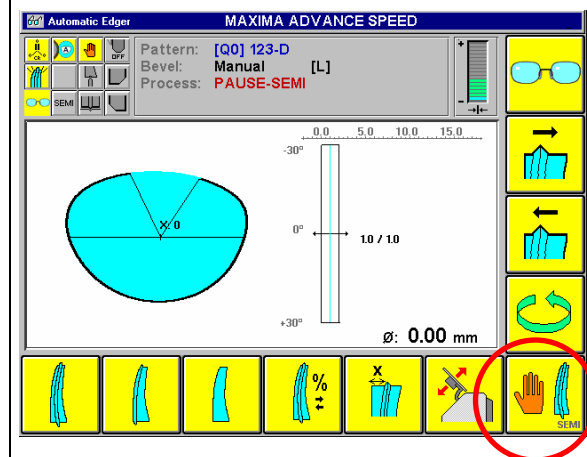 Automatic Edger MAXIMA ADVANCE SPEED
Pattern: [Q0] 123-D
Bevel: Manual [L]
Process: PAUSE-SEMI
OFF
SEMI
+
-
0,0 5,0 10,0 15,0
-30°
X: 0
0°
1.0 / 1.0
+30°
ø: 0.00 mm
%
X
SEMI